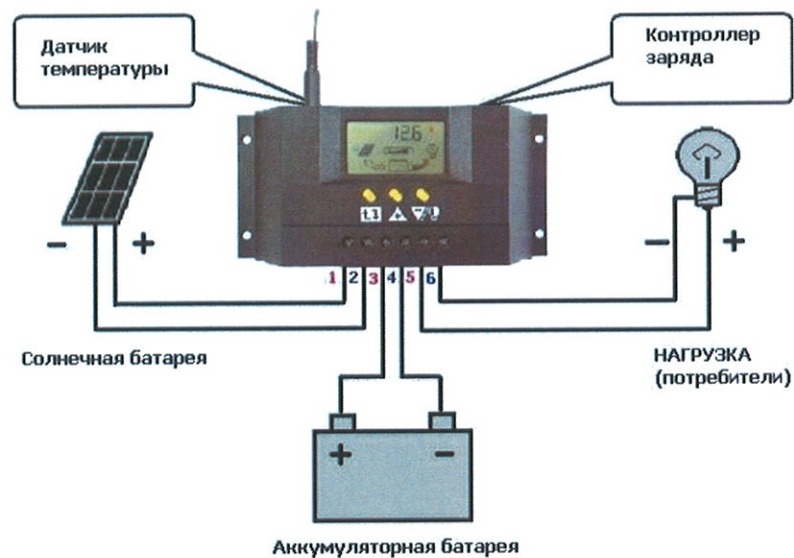 Датчик
температуры
Контроллер
заряда
12.6
- +
- +
1 2 3 4 5 6
Солнечная батарея
НАГРУЗКА
(потребители)
+ -
Аккумуляторная батарея